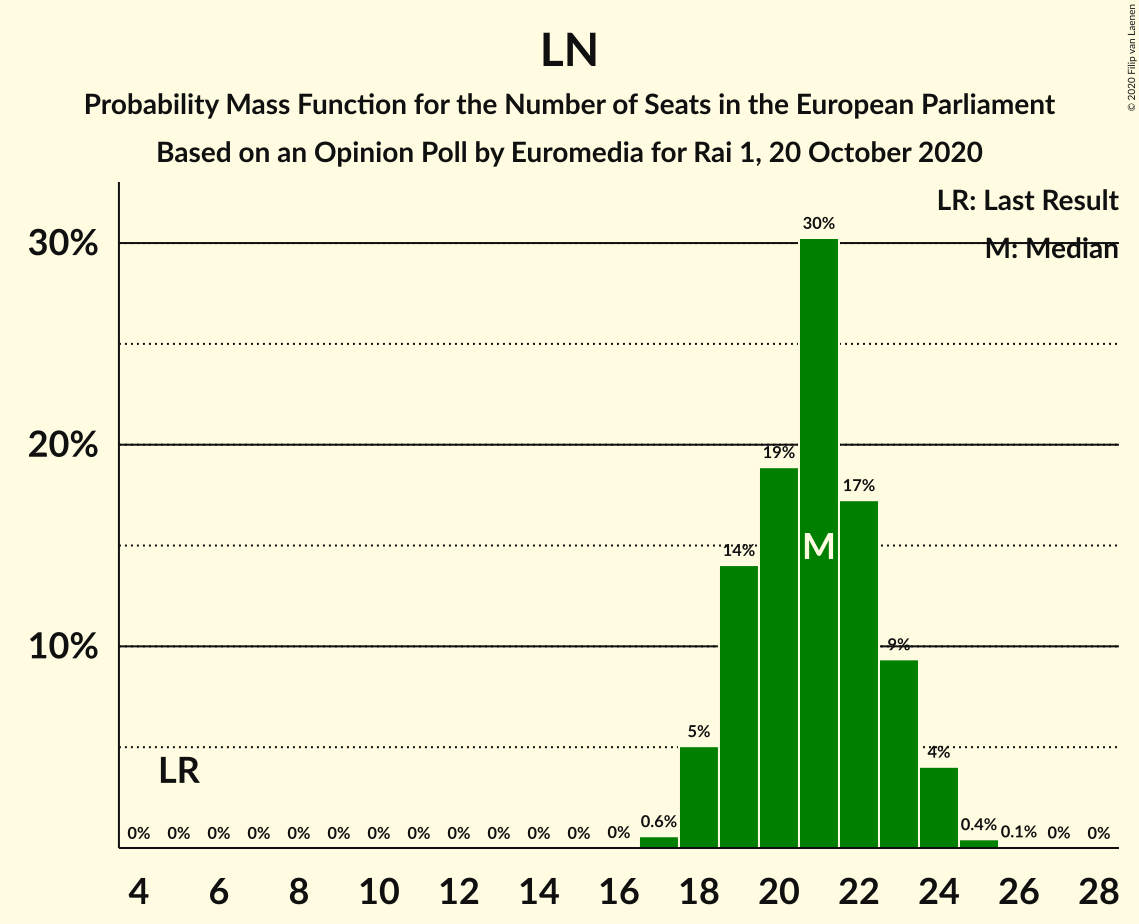 © 2020 Filip van Laenen
LN
Probability Mass Function for the Number of Seats in the European Parliament
Based on an Opinion Poll by Euromedia for Rai 1, 20 October 2020
LR: Last Result
M: Median
30%
20%
10%
30%
19%
17%
14%
M
9%
5%
4%
LR
0% 0% 0% 0% 0% 0% 0% 0% 0% 0% 0% 0% 0% 0.6% 0.4% 0.1% 0% 0%
4 6 8 10 12 14 16 18 20 22 24 26 28